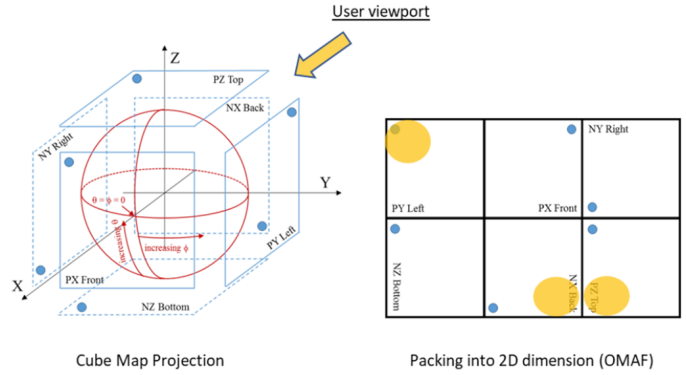 User viewport
Z
PZ Top
NX Back
NY Right
Y
θ = ϕ = 0
θ increasing
increasing ϕ
PY Left
X
PX Front
NZ Bottom
NY Right
PY Left
PX Front
NZ Bottom
NX Back
PZ Top
Cube Map Projection
Packing into 2D dimension (OMAF)